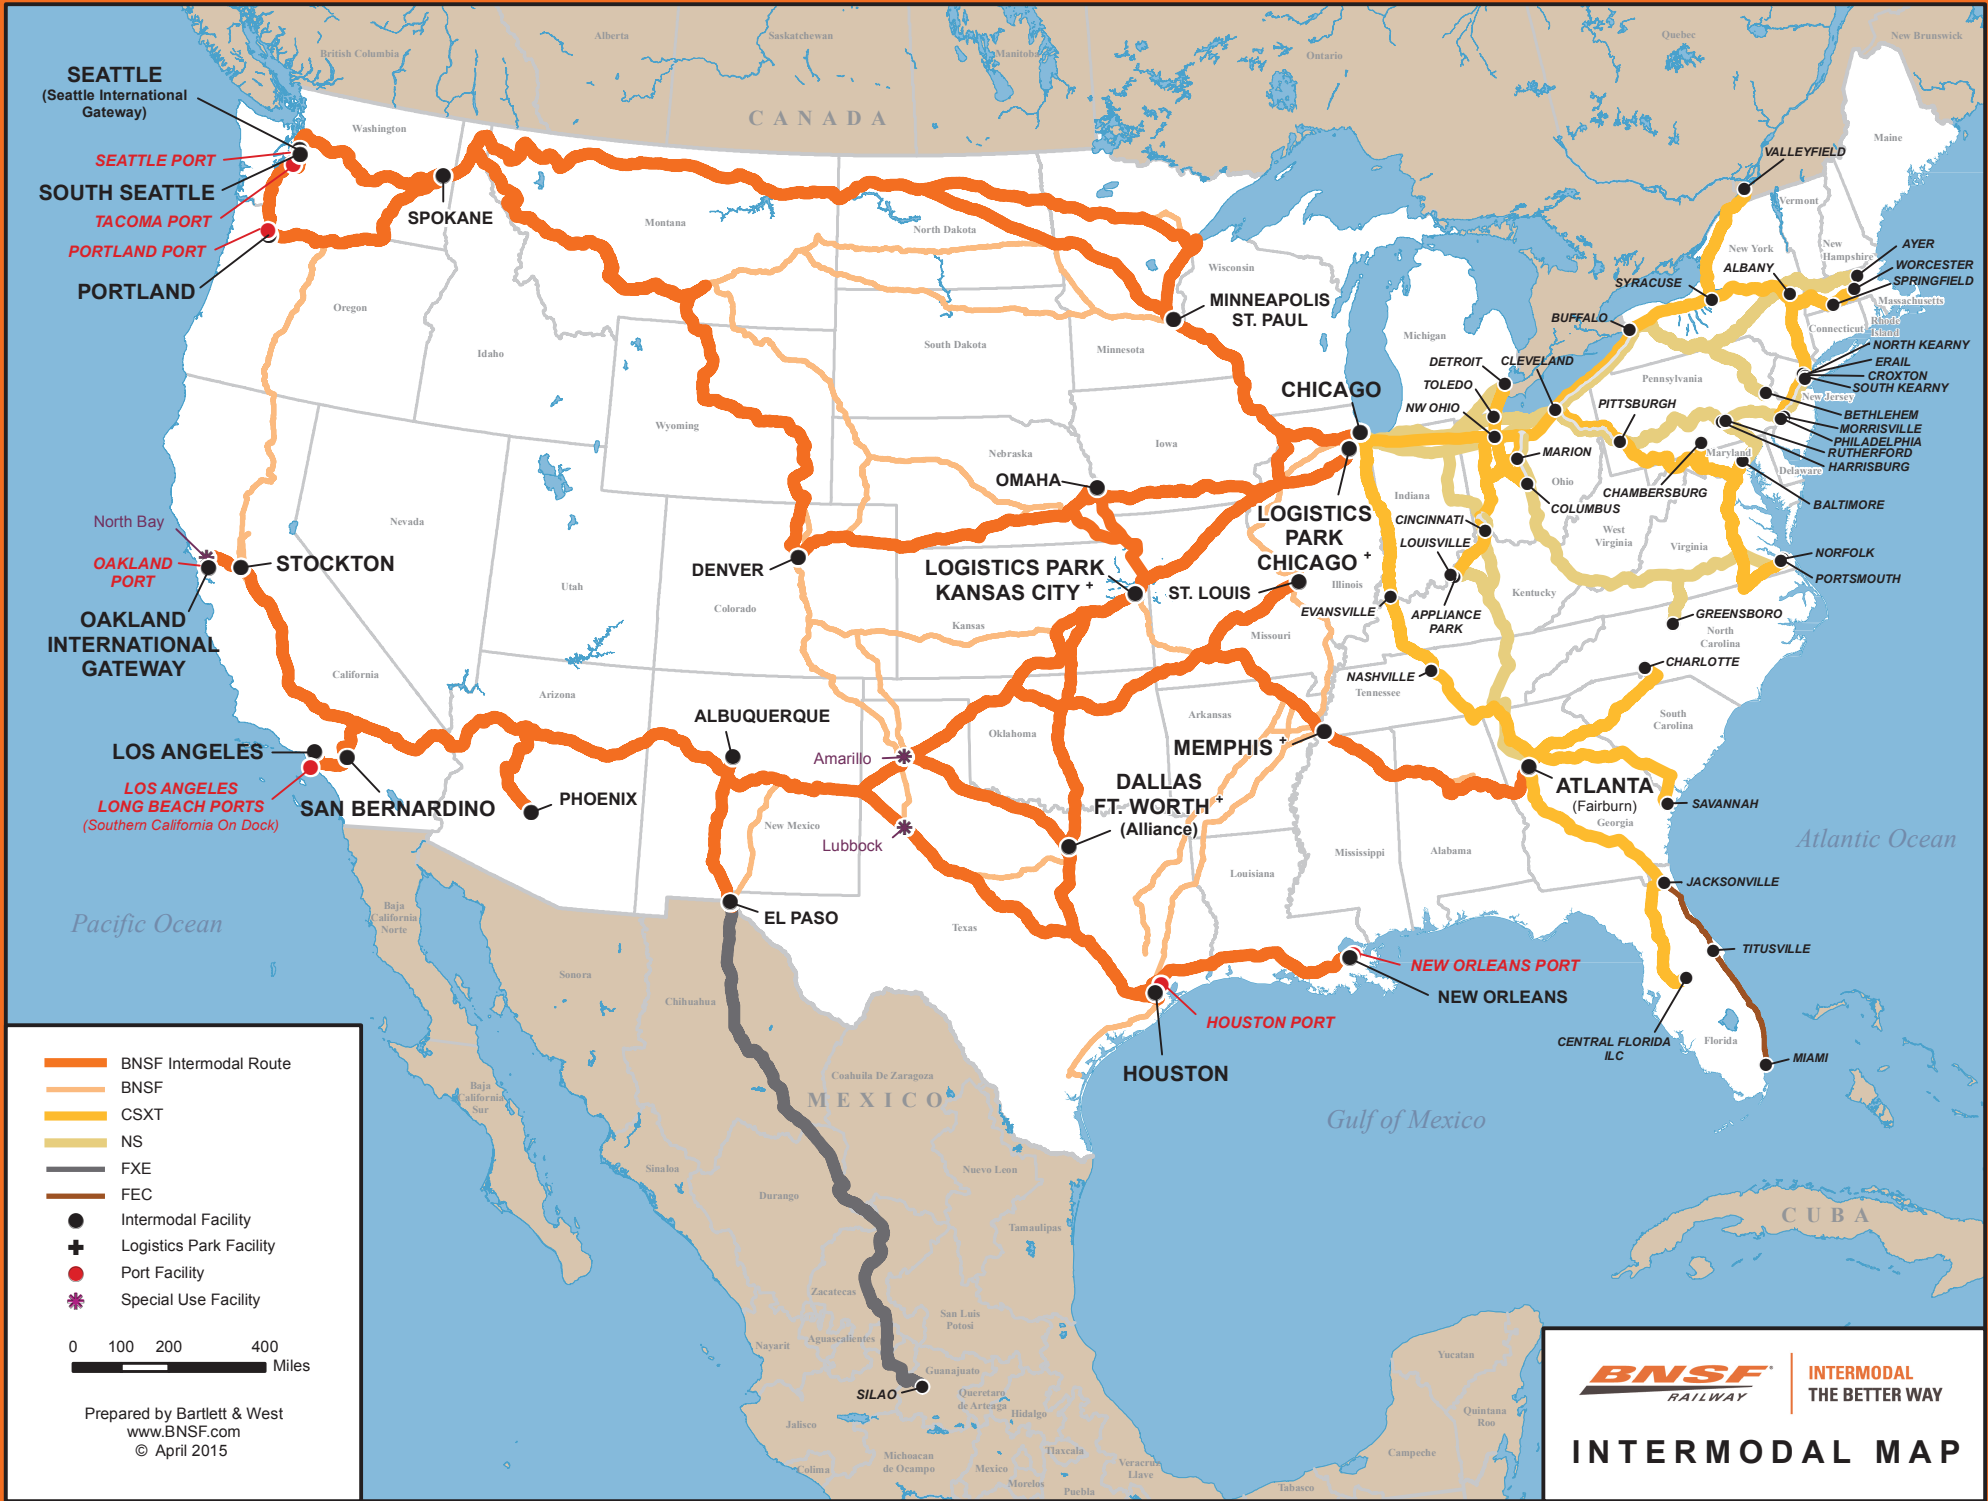 SEATTLE
(Seattle International
Gateway)
SEATTLE PORT
SOUTH SEATTLE
TACOMA PORT
PORTLAND PORT
PORTLAND
SPOKANE
British Columbia
Alberta
Saskatchewan
Manitoba
Ontario
Quebec
New Brunswick
CANADA
Washington
Oregon
Idaho
Montana
North Dakota
South Dakota
Minnesota
Wisconsin
Michigan
Wyoming
Nebraska
Iowa
Nevada
Utah
Colorado
Kansas
Missouri
Illinois
Indiana
Ohio
Kentucky
West
Virginia
Virginia
Pennsylvania
New York
Vermont
New
Hampshire
Maine
Massachusetts
Rhode
Island
Connecticut
New Jersey
Delaware
Maryland
North
Carolina
South
Carolina
Tennessee
Georgia
Alabama
Mississippi
Louisiana
Arkansas
Oklahoma
Texas
New Mexico
Arizona
California
Florida
MINNEAPOLIS
ST. PAUL
CHICAGO
LOGISTICS
PARK
CHICAGO +
OMAHA
DENVER
LOGISTICS PARK
KANSAS CITY +
ST. LOUIS
North Bay
OAKLAND
PORT
OAKLAND
INTERNATIONAL
GATEWAY
STOCKTON
LOS ANGELES
LOS ANGELES
LONG BEACH PORTS
(Southern California On Dock)
SAN BERNARDINO
PHOENIX
ALBUQUERQUE
Amarillo
Lubbock
EL PASO
DALLAS
FT. WORTH +
(Alliance)
MEMPHIS +
ATLANTA
(Fairburn)
HOUSTON PORT
HOUSTON
NEW ORLEANS PORT
NEW ORLEANS
VALLEYFIELD
AYER
WORCESTER
SPRINGFIELD
ALBANY
SYRACUSE
BUFFALO
NORTH KEARNY
ERAIL
CROXTON
SOUTH KEARNY
BETHLEHEM
MORRISVILLE
PHILADELPHIA
RUTHERFORD
HARRISBURG
DETROIT
CLEVELAND
TOLEDO
NW OHIO
PITTSBURGH
MARION
COLUMBUS
CHAMBERSBURG
BALTIMORE
CINCINNATI
LOUISVILLE
APPLIANCE
PARK
EVANSVILLE
NASHVILLE
NORFOLK
PORTSMOUTH
GREENSBORO
CHARLOTTE
SAVANNAH
JACKSONVILLE
TITUSVILLE
CENTRAL FLORIDA
ILC
MIAMI
Pacific Ocean
Atlantic Ocean
Gulf of Mexico
CUBA
MEXICO
Baja
California
Norte
Baja
California
Sur
Sonora
Chihuahua
Coahuila De Zaragoza
Nuevo Leon
Tamaulipas
Sinaloa
Durango
Zacatecas
San Luis
Potosi
Nayarit
Aguascalientes
Guanajuato
SILAO
Queretaro
de Arteaga
Hidalgo
Jalisco
Colima
Michoacan
de Ocampo
Mexico
Morelos
Tlaxcala
Puebla
Veracruz
Llave
Tabasco
Campeche
Yucatan
Quintana
Roo
BNSF Intermodal Route
BNSF
CSXT
NS
FXE
FEC
Intermodal Facility
Logistics Park Facility
Port Facility
Special Use Facility
0 100 200 400
Miles
Prepared by Bartlett & West
www.BNSF.com
© April 2015
BNSF
RAILWAY
INTERMODAL
THE BETTER WAY
INTERMODAL MAP